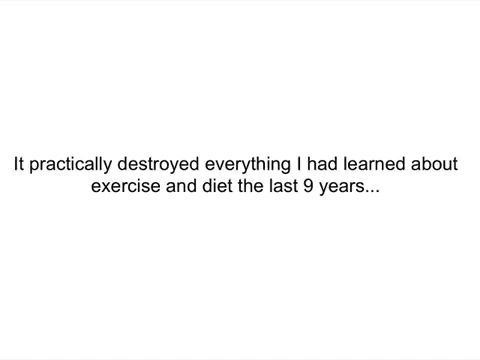 It practically destroyed everything I had learned about
exercise and diet the last 9 years...